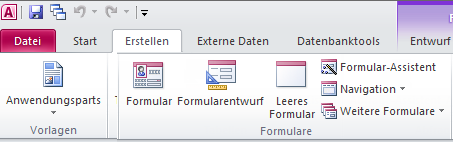 Datei Start Erstellen Externe Daten Datenbanktools Entwurf
Anwendungsparts
Vorlagen
Formular
Formularentwurf
Leeres
Formular
Formular-Assistent
Navigation
Weitere Formulare
Formulare